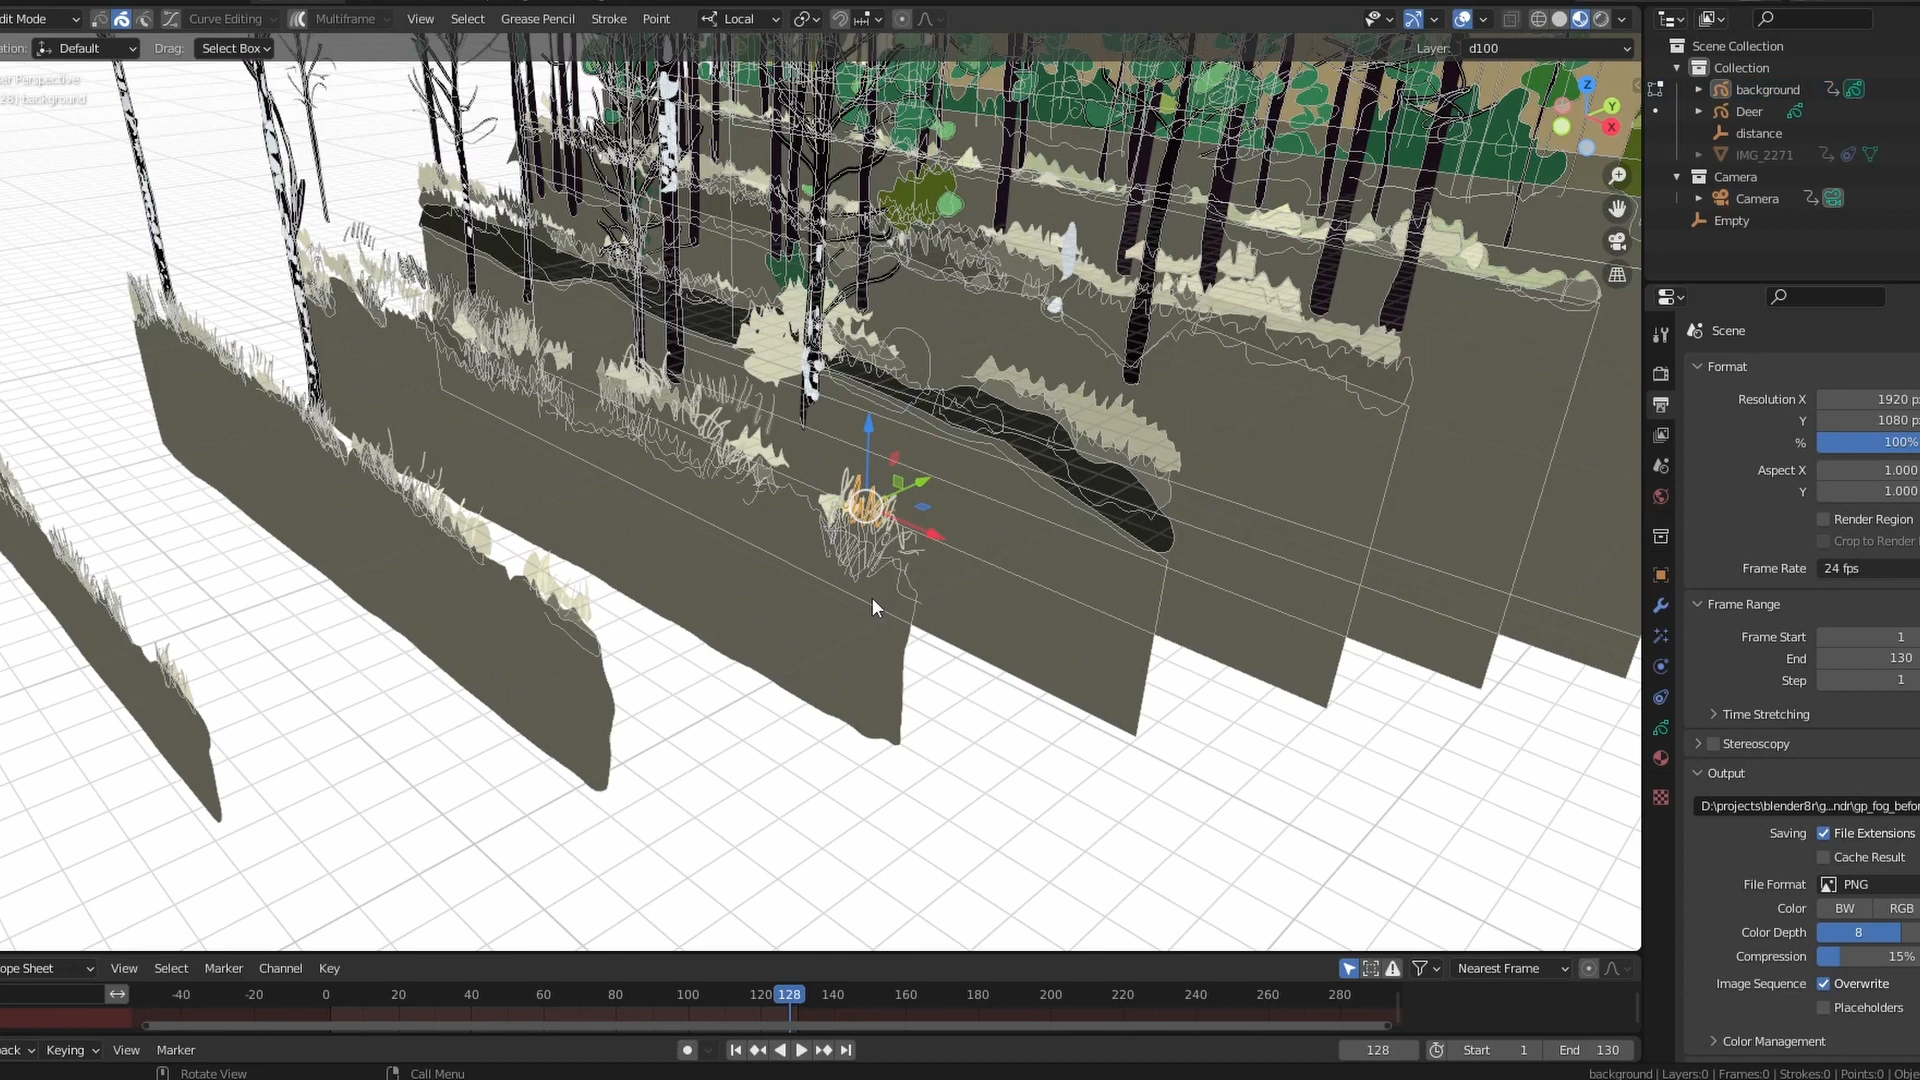 dit Mode
Curve Editing
Multiframe
View
Select
Grease Pencil
Stroke
Point
Local
ation:
Default
Drag:
Select Box
Layer:
d100
ser Perspective
28) background
Z
Y
X
Scene Collection
Collection
background
Deer
distance
IMG_2271
Camera
Camera
Empty
Scene
Format
Resolution X
1920 p
Y
1080 p
%
100%
Aspect X
1.000
Y
1.000
Render Region
Crop to Render
Frame Rate
24 fps
Frame Range
Frame Start
1
End
130
Step
1
Time Stretching
Stereoscopy
Output
D:\projects\blender8r\g...ndr\gp_fog_befor
Saving
File Extensions
Cache Result
File Format
PNG
Color
BW
RGB
Color Depth
8
Compression
15%
Image Sequence
Overwrite
Placeholders
Color Management
ope Sheet
View
Select
Marker
Channel
Key
Nearest Frame
-40
-20
0
20
40
60
80
100
120
128
140
160
180
200
220
240
260
280
back
Keying
View
Marker
128
Start
1
End
130
Rotate View
Call Menu
background | Layers:0 | Frames:0 | Strokes:0 | Points:0 | Obje